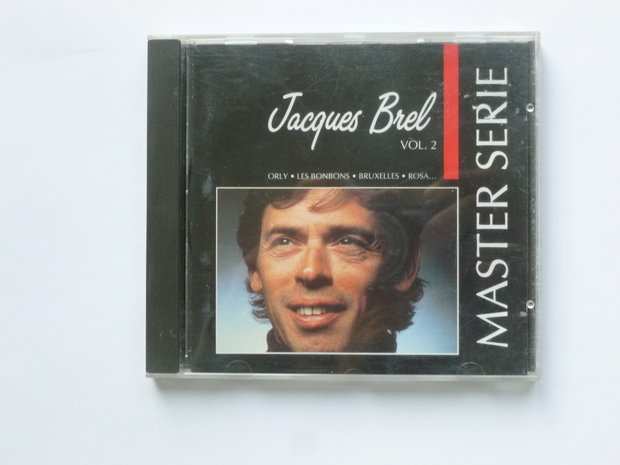 Jacques Brel
VOL. 2
ORLY • LES BONBONS • BRUXELLES • ROSA...
MASTER SERIE